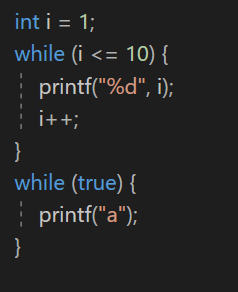 int i = 1;
while (i <= 10) {
    printf("%d", i);
    i++;
}
while (true) {
    printf("a");
}